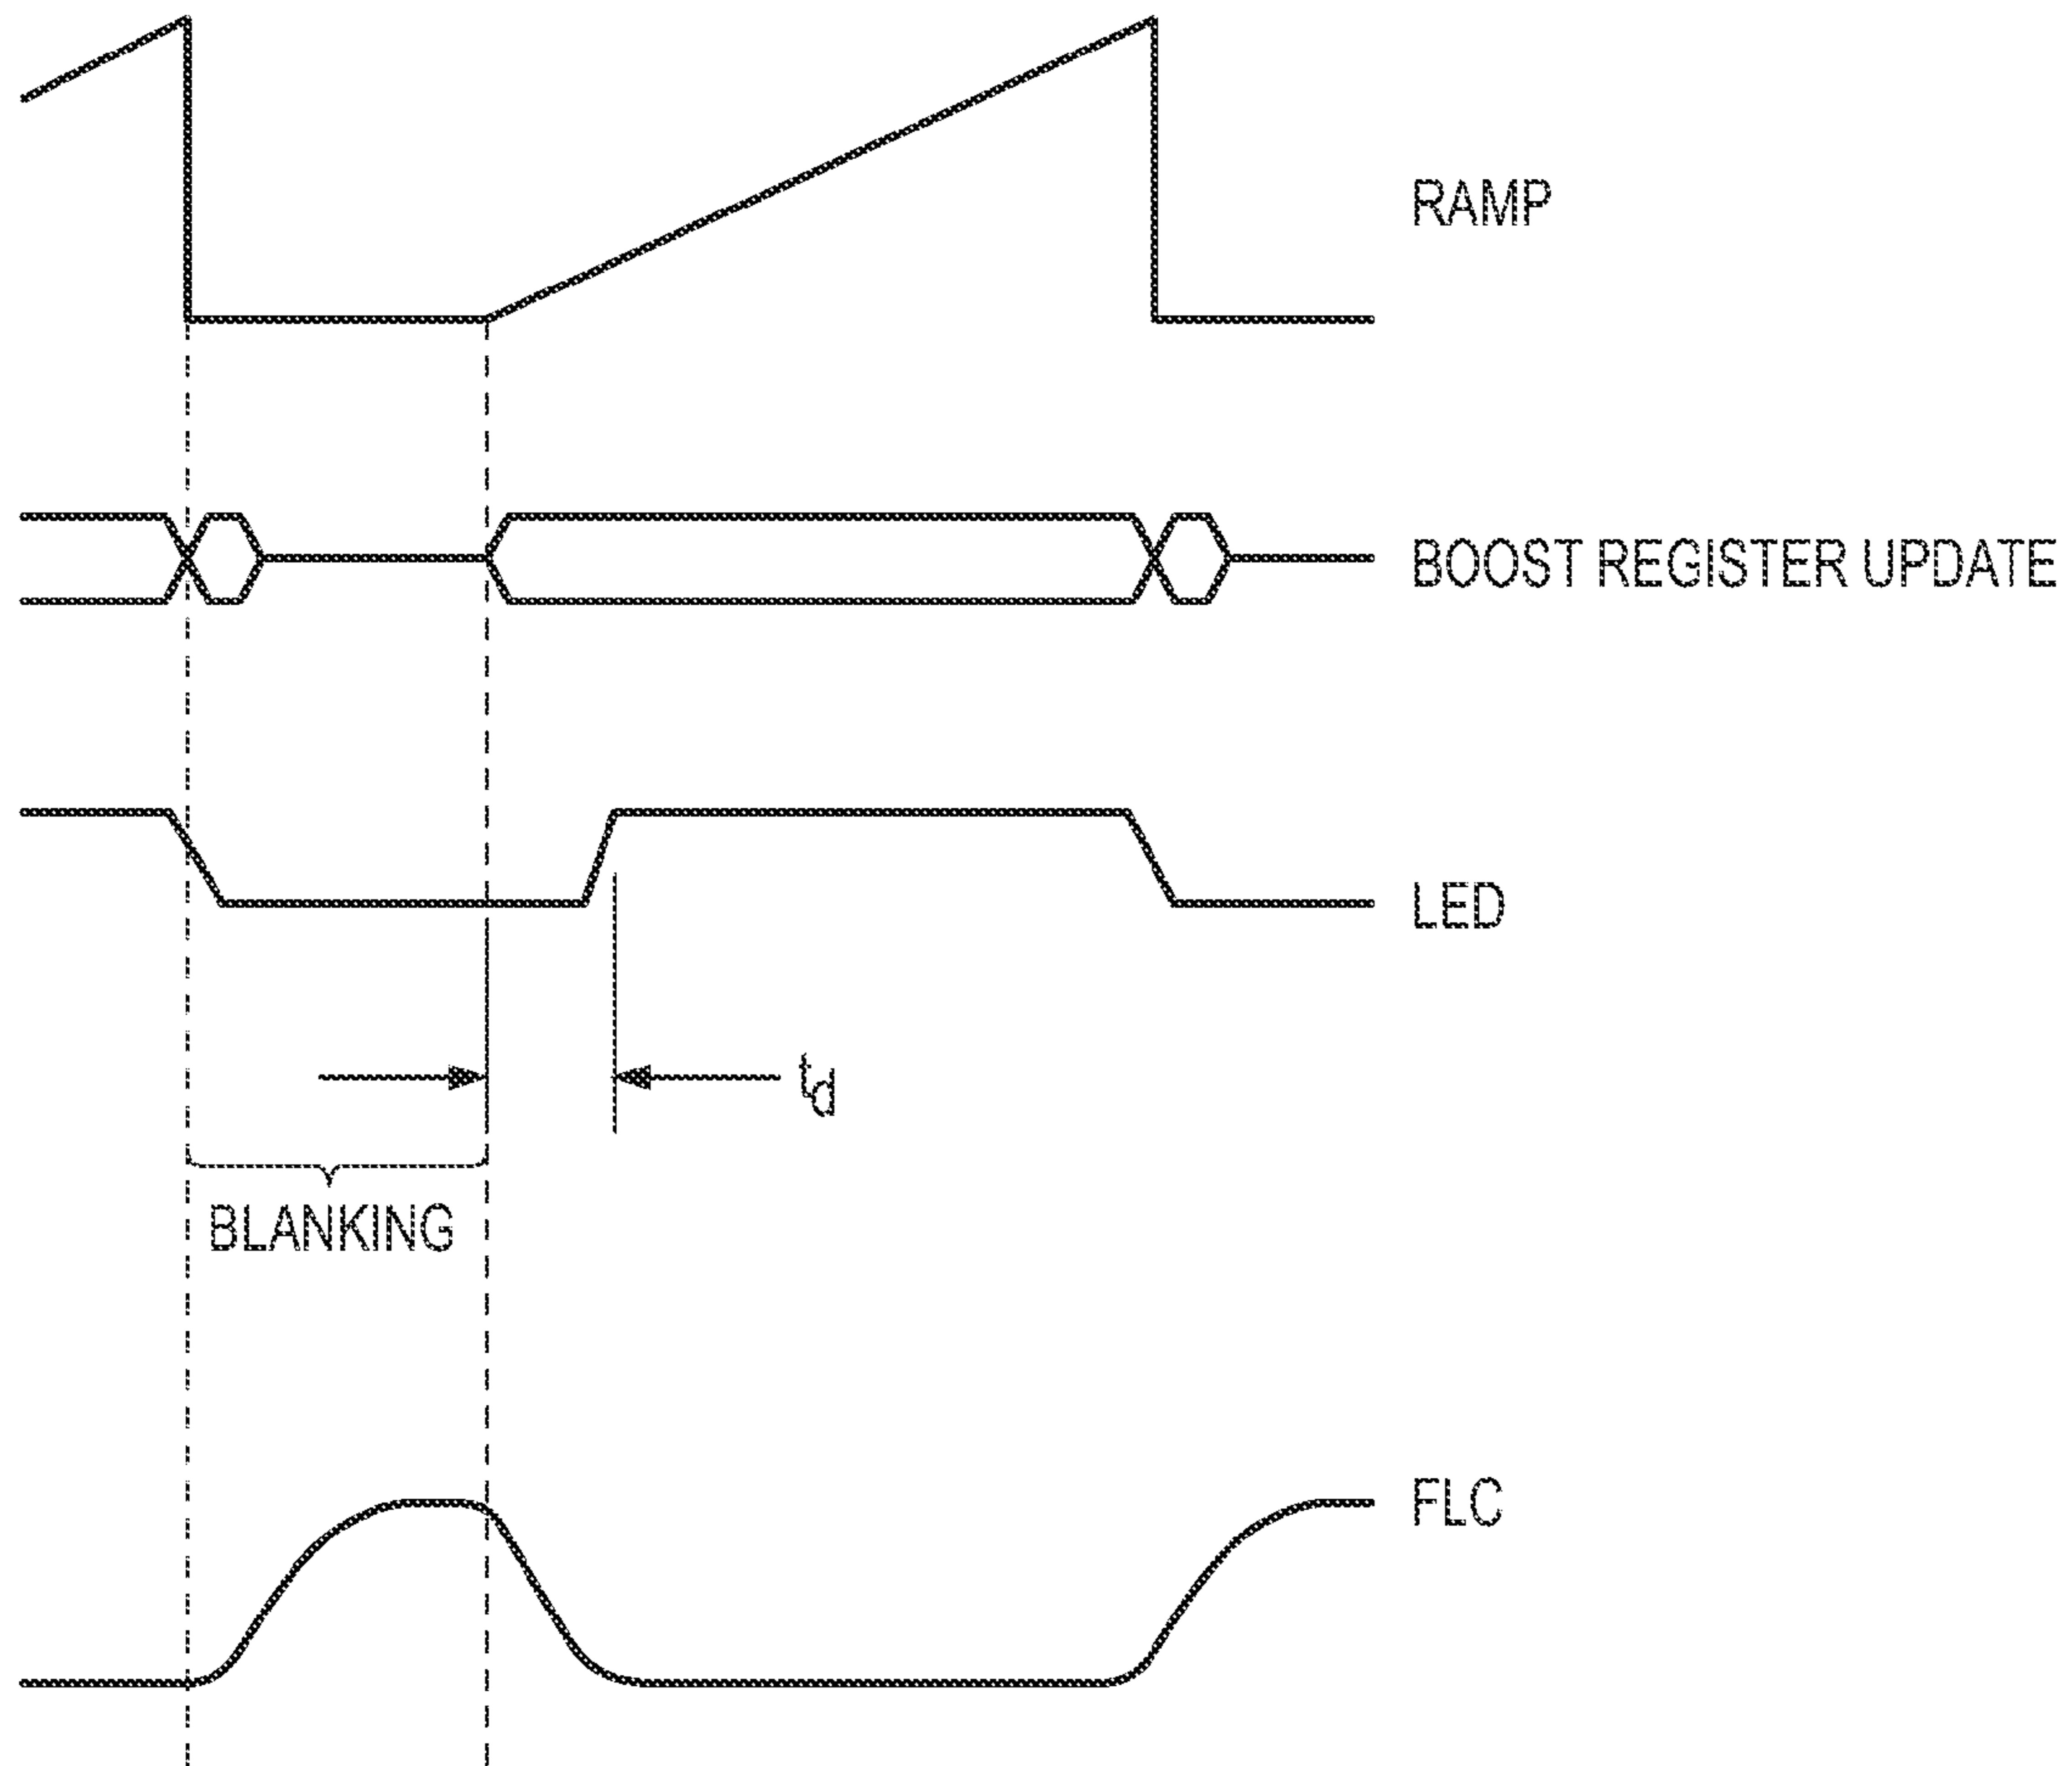 RAMP
BOOST REGISTER UPDATE
LED
td
BLANKING
FLC